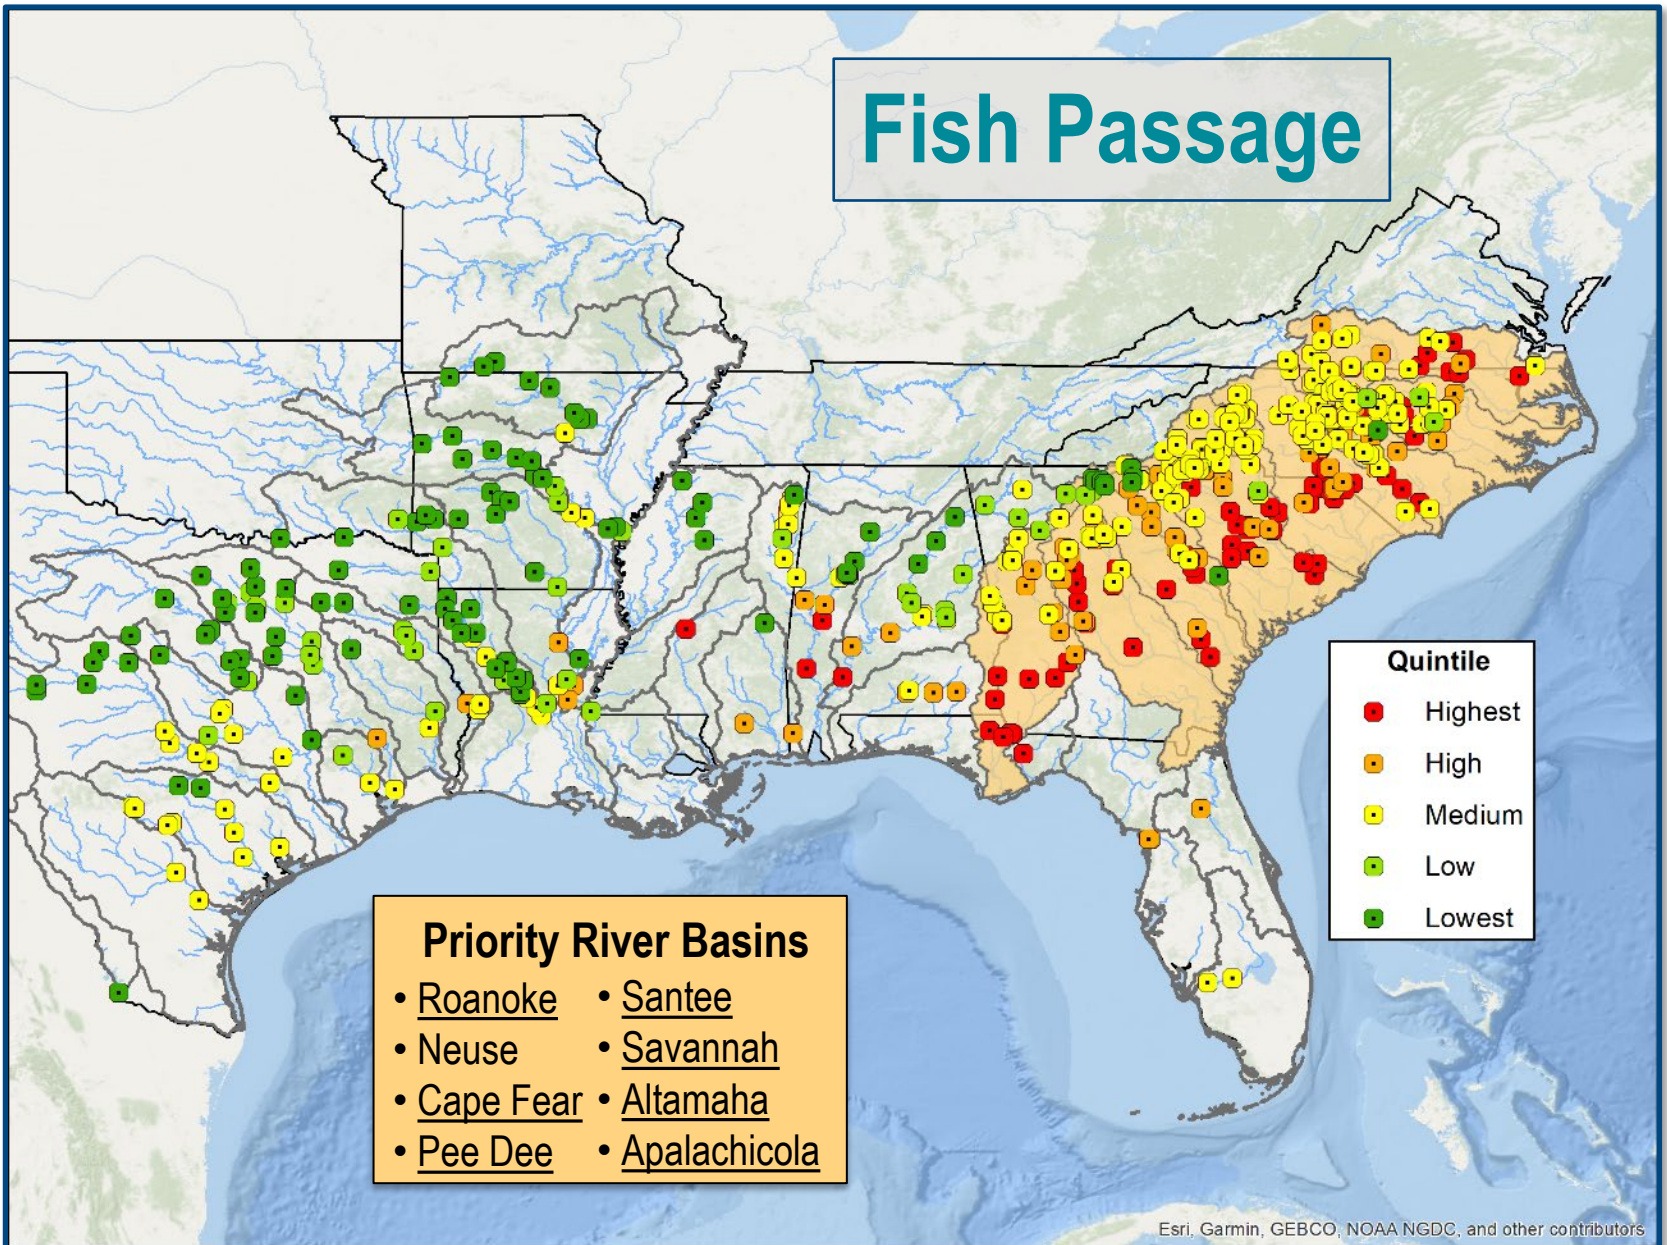 Fish Passage
Quintile
Highest
High
Medium
Low
Lowest
Priority River Basins
• Roanoke
• Neuse
• Cape Fear
• Pee Dee
• Santee
• Savannah
• Altamaha
• Apalachicola
Esri, Garmin, GEBCO, NOAA NGDC, and other contributors